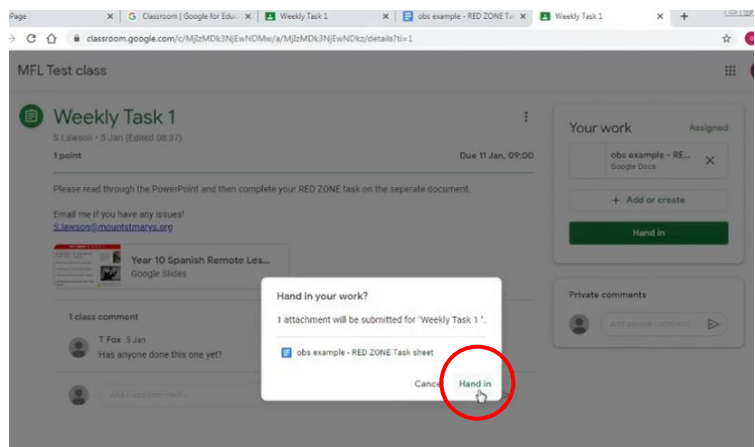 Page
Classroom | Google for Educ
Weekly Task 1
obs example - RED ZONE Ta
Weekly Task 1
classroom.google.com/c/MjIzMDk3NjEwNDMw/a/MjIzMDk3NjEwNDkz/details?ti=1
MFL Test class
Weekly Task 1
S Lawson • 5 Jan (Edited 08:37)
1 point
Due 11 Jan, 09:00
Please read through the PowerPoint and then complete your RED ZONE task on the seperate document.
Email me if you have any issues!
S.lawson@mountstmarys.org
Year 10 Spanish Remote Les...
Google Slides
1 class comment
T Fox 5 Jan
Has anyone done this one yet?
Add class comment...
Your work
Assigned
obs example - RE...
Google Docs
+ Add or create
Hand in
Private comments
Add private comment...
Hand in your work?
1 attachment will be submitted for "Weekly Task 1 ".
obs example - RED ZONE Task sheet
Cancel
Hand in